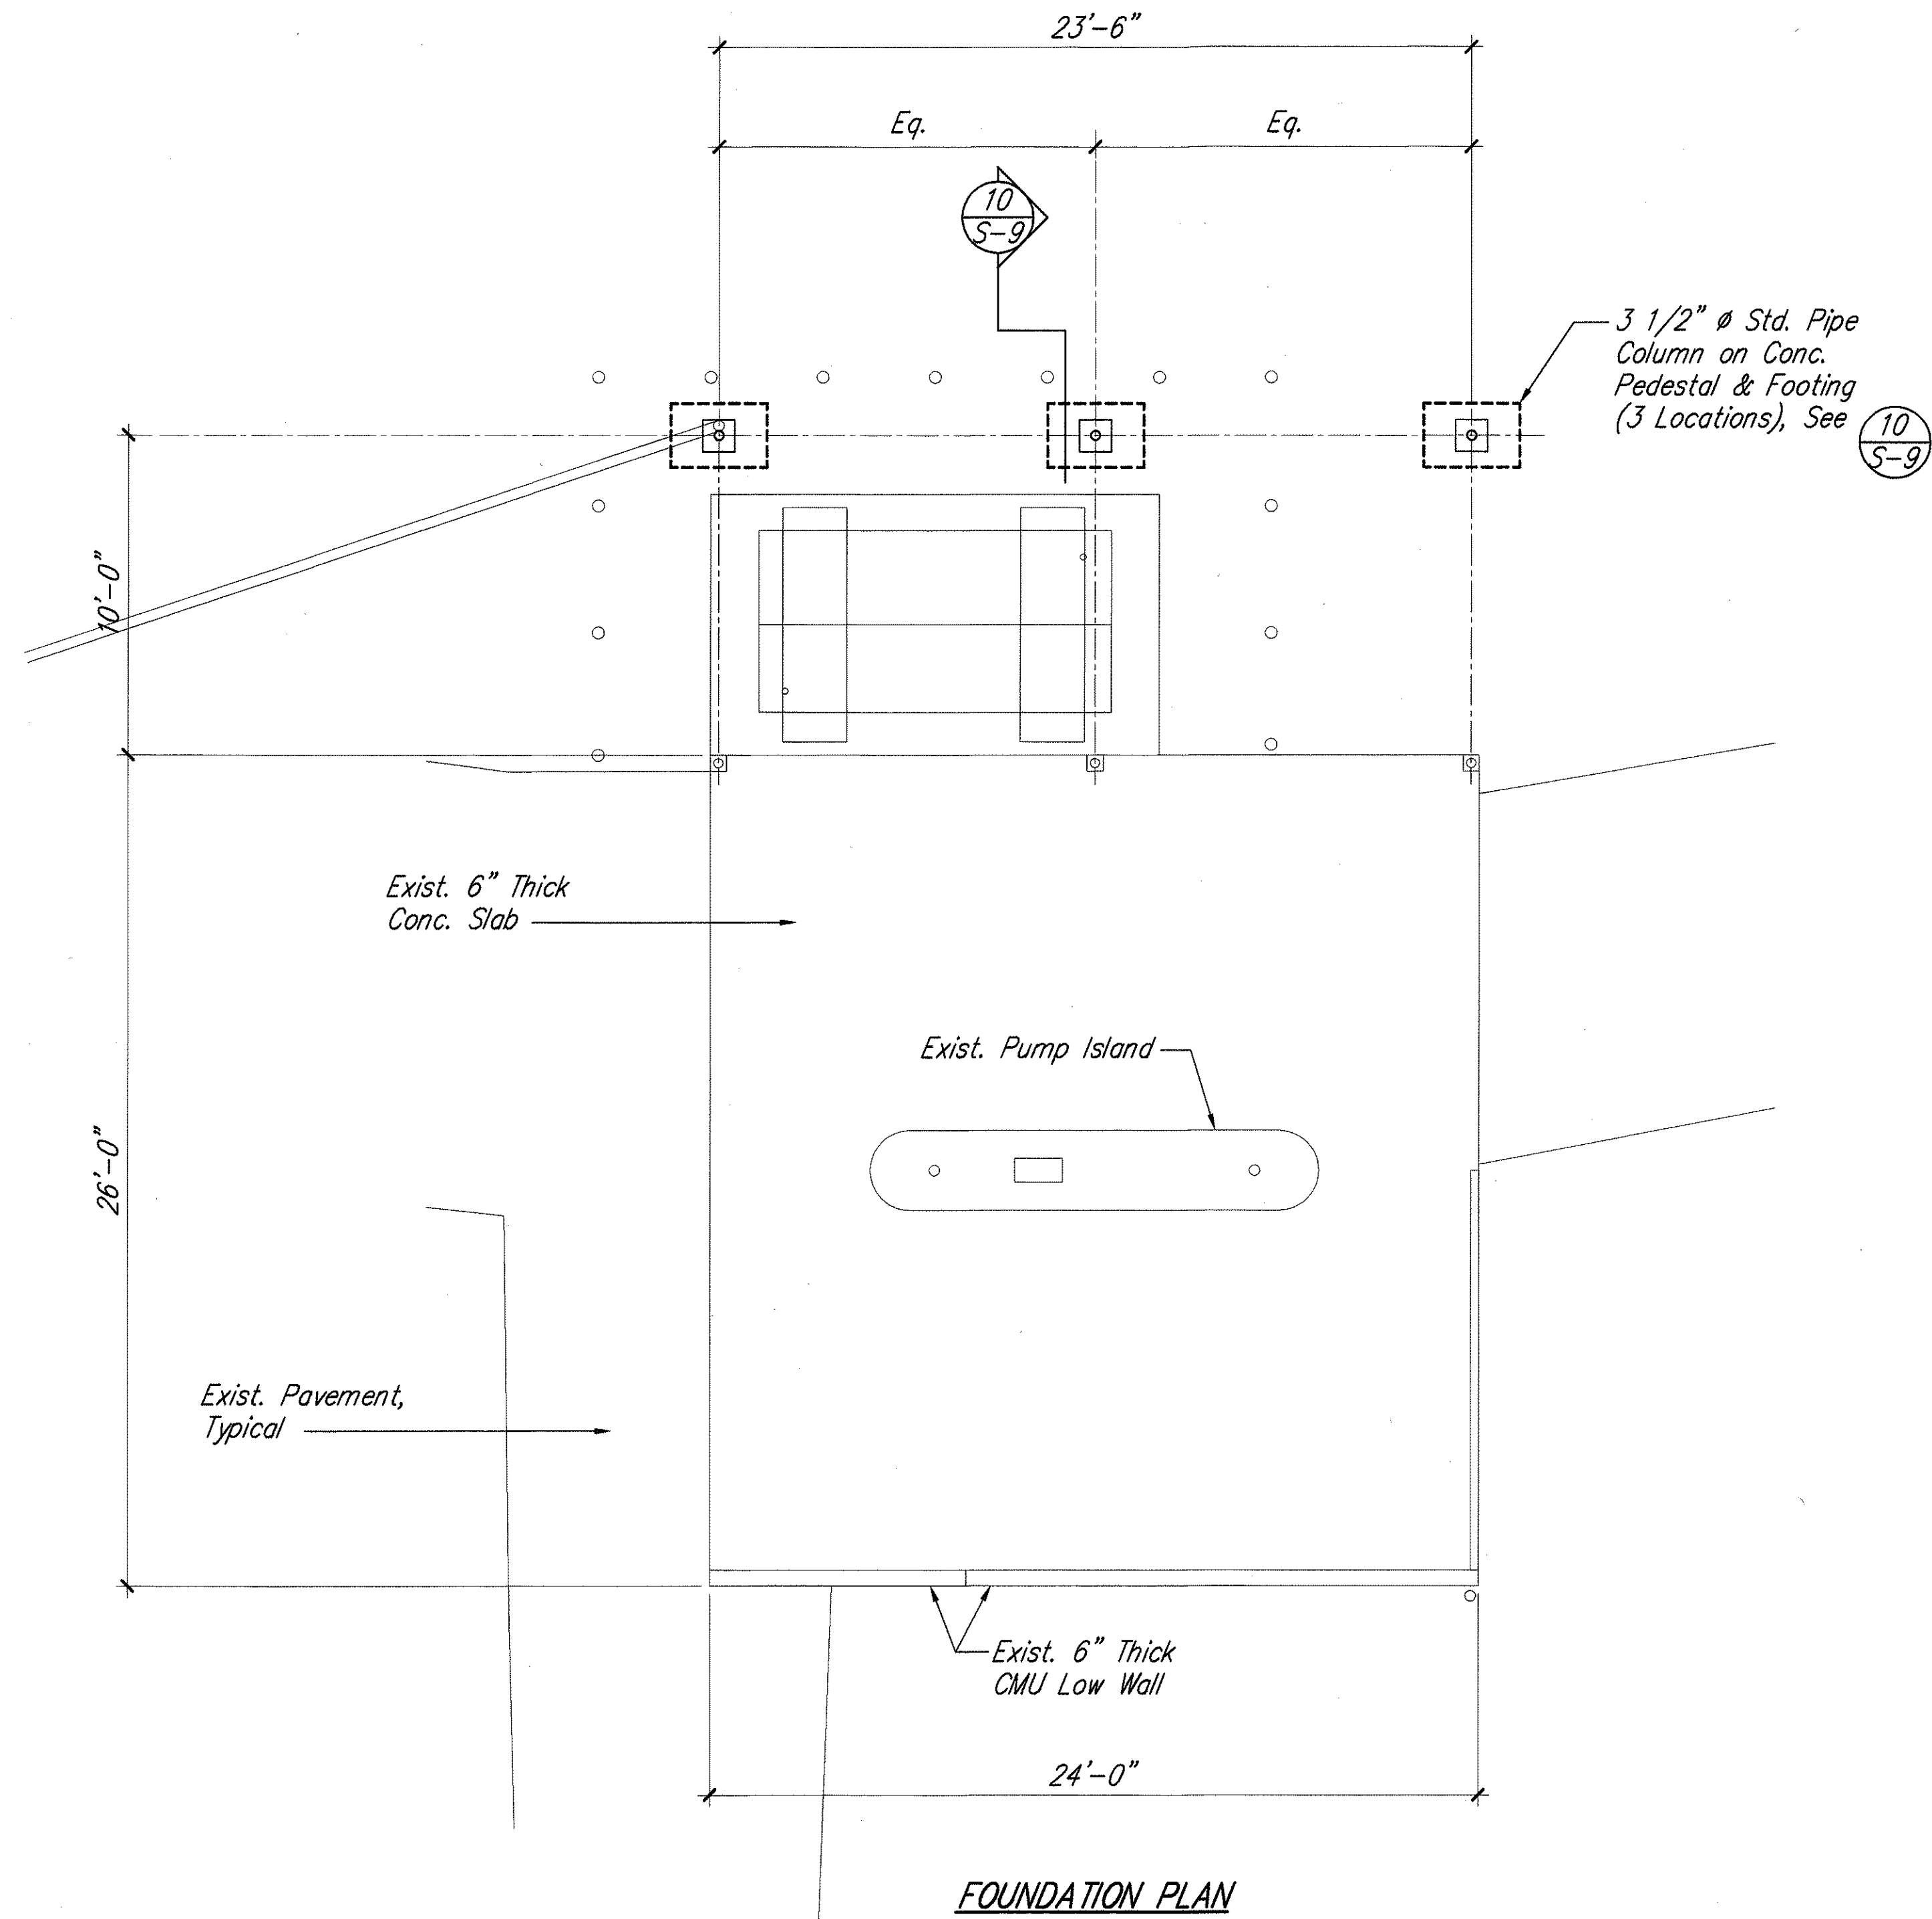 23'-6"
Eq.
Eq.
10
S-9
3 1/2" ø Std. Pipe
Column on Conc.
Pedestal & Footing
(3 Locations), See
10
S-9
10'-0"
Exist. 6" Thick
Conc. Slab
Exist. Pump Island
26'-0"
Exist. Pavement,
Typical
Exist. 6" Thick
CMU Low Wall
24'-0"
FOUNDATION PLAN